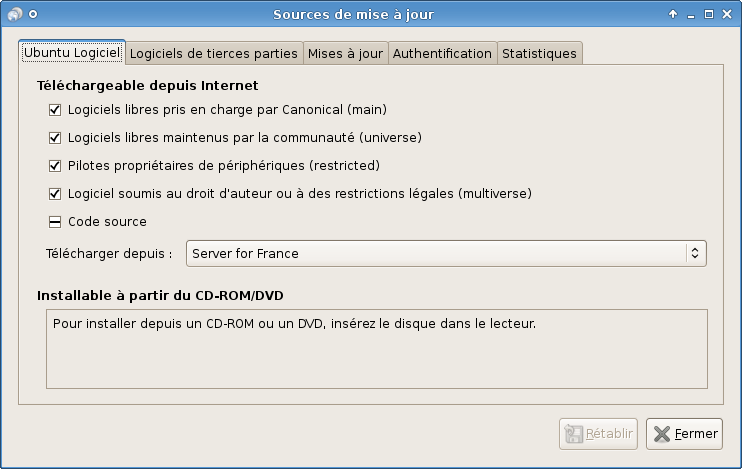 Sources de mise à jour
Ubuntu Logiciel
Logiciels de tierces parties
Mises à jour
Authentification
Statistiques
Téléchargeable depuis Internet
Logiciels libres pris en charge par Canonical (main)
Logiciels libres maintenus par la communauté (universe)
Pilotes propriétaires de périphériques (restricted)
Logiciel soumis au droit d'auteur ou à des restrictions légales (multiverse)
Code source
Télécharger depuis :
Server for France
Installable à partir du CD-ROM/DVD
Pour installer depuis un CD-ROM ou un DVD, insérez le disque dans le lecteur.
Rétablir
Fermer